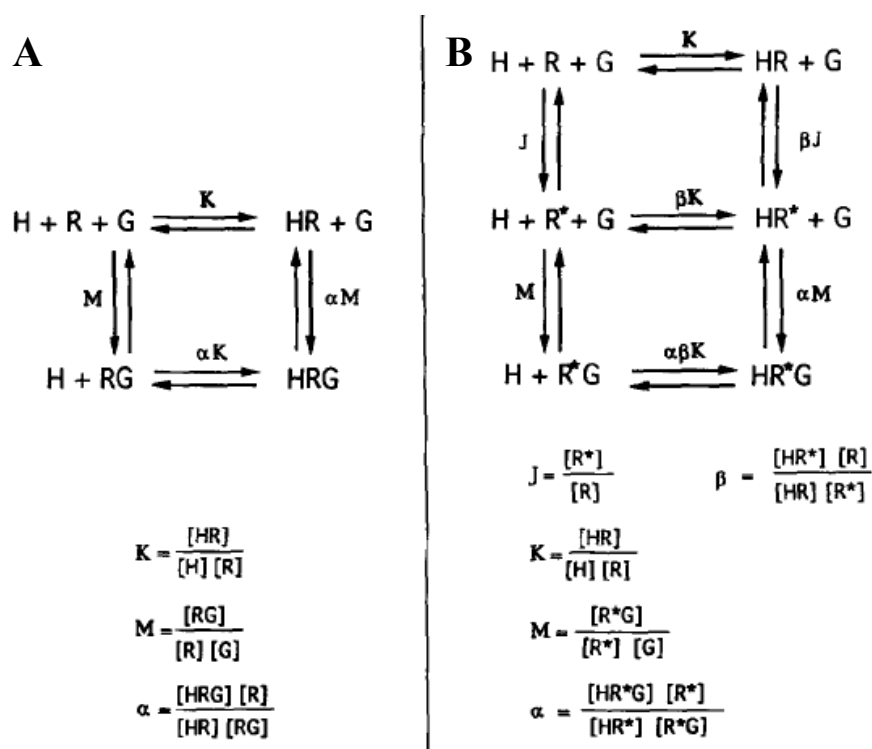 A
H + R + G K HR + G
M αM
H + RG αK HRG
K = [HR] / [H] [R]
M = [RG] / [R] [G]
α = [HRG] [R] / [HR] [RG]
B
H + R + G K HR + G
J βJ
H + R* + G βK HR* + G
M αM
H + R*G αβK HR*G
J = [R*] / [R] β = [HR*] [R] / [HR] [R*]
K = [HR] / [H] [R]
M = [R*G] / [R*] [G]
α = [HR*G] [R*] / [HR*] [R*G]